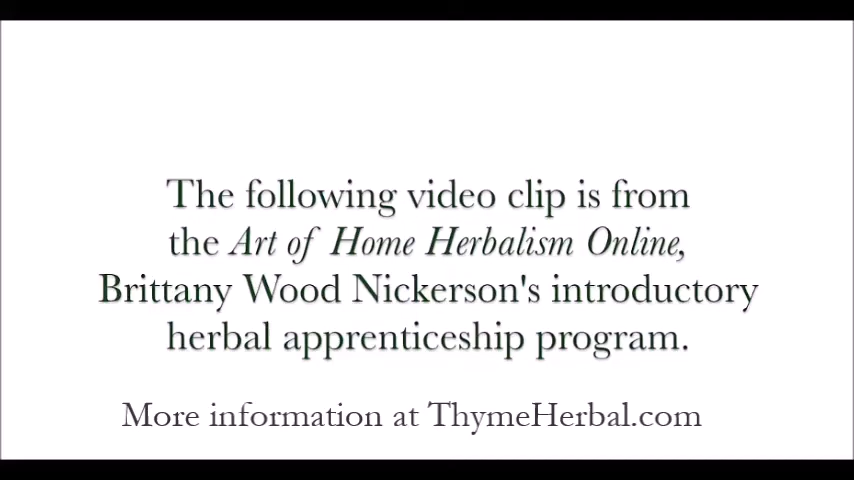 The following video clip is from
the Art of Home Herbalism Online,
Brittany Wood Nickerson's introductory
herbal apprenticeship program.
More information at ThymeHerbal.com